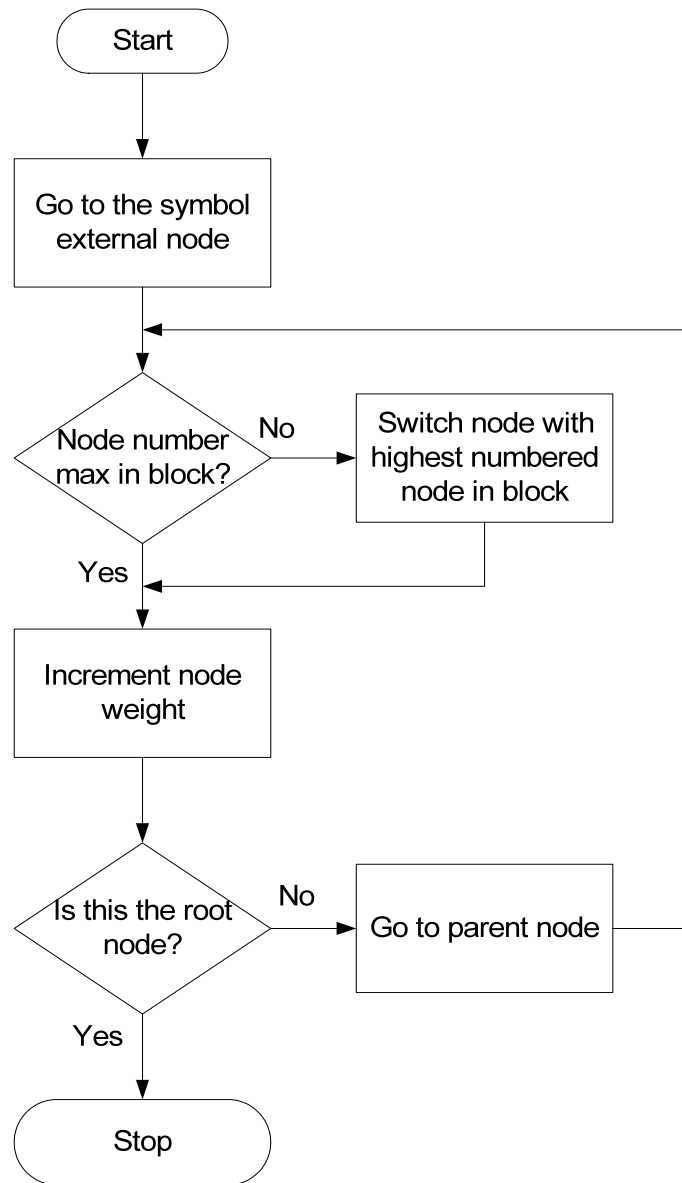 Start
Go to the symbol
external node
Node number
max in block?
No
Switch node with
highest numbered
node in block
Yes
Increment node
weight
Is this the root
node?
No
Go to parent node
Yes
Stop